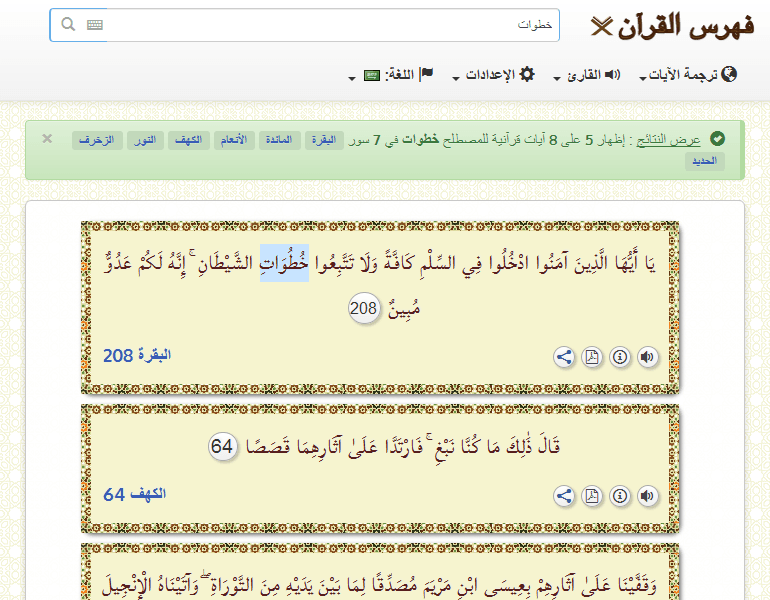 فهرس القرآن
خطوات
ترجمة الآيات
القارئ
الإعدادات
اللغة:
عرض النتائج : إظهار 5 على 8 آيات قرآنية للمصطلح خطوات في 7 سور البقرة المائدة الأنعام الكهف النور الزخرف ×
الحديد
يَا أَيُّهَا الَّذِينَ آمَنُوا ادْخُلُوا فِي السِّلْمِ كَافَّةً وَلَا تَتَّبِعُوا خُطُوَاتِ الشَّيْطَانِ ۚ إِنَّهُ لَكُمْ عَدُوٌّ
مُبِينٌ 208
البقرة 208
قَالَ ذَٰلِكَ مَا كُنَّا نَبْغِ ۚ فَارْتَدَّا عَلَىٰ آثَارِهِمَا قَصَصًا 64
الكهف 64
وَقَفَّيْنَا عَلَىٰ آثَارِهِمْ بِعِيسَى ابْنِ مَرْيَمَ مُصَدِّقًا لِمَا بَيْنَ يَدَيْهِ مِنَ التَّوْرَاةِ ۖ وَآتَيْنَاهُ الْإِنْجِيلَ